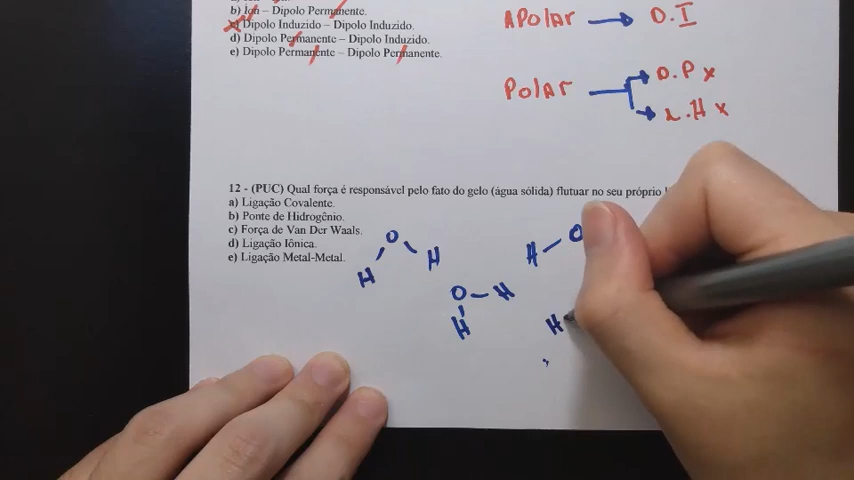 b) Íon – Dipolo Permanente.
c) Dipolo Induzido – Dipolo Induzido.
d) Dipolo Permanente – Dipolo Induzido.
e) Dipolo Permanente – Dipolo Permanente.
APOLAR → D.I
POLAR → D.P x
→ L.H x
12 - (PUC) Qual força é responsável pelo fato do gelo (água sólida) flutuar no seu próprio
a) Ligação Covalente.
b) Ponte de Hidrogênio.
c) Força de Van Der Waals.
d) Ligação Iônica.
e) Ligação Metal-Metal.
O
H H
H – O
O – H
H
H